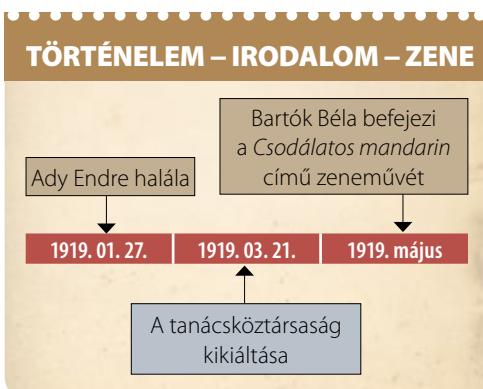 TÖRTÉNELEM – IRODALOM – ZENE
Bartók Béla befejezi
a Csodálatos mandarin
című zeneművét
Ady Endre halála
1919. 01. 27.
1919. 03. 21.
1919. május
A tanácsköztársaság
kikiáltása